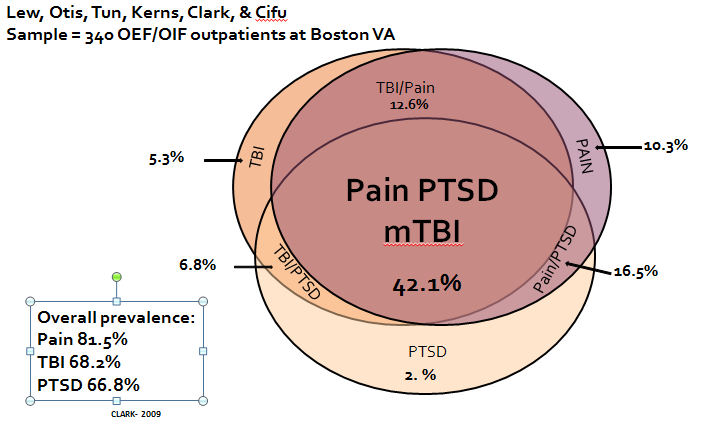 Lew, Otis, Tun, Kerns, Clark, & Cifu
Sample = 340 OEF/OIF outpatients at Boston VA
TBI/Pain
12.6%
TBI
5.3%
PAIN
10.3%
Pain PTSD
mTBI
42.1%
6.8%
TBI/PTSD
Pain/PTSD
16.5%
PTSD
2. %
Overall prevalence:
Pain 81.5%
TBI 68.2%
PTSD 66.8%
CLARK- 2009